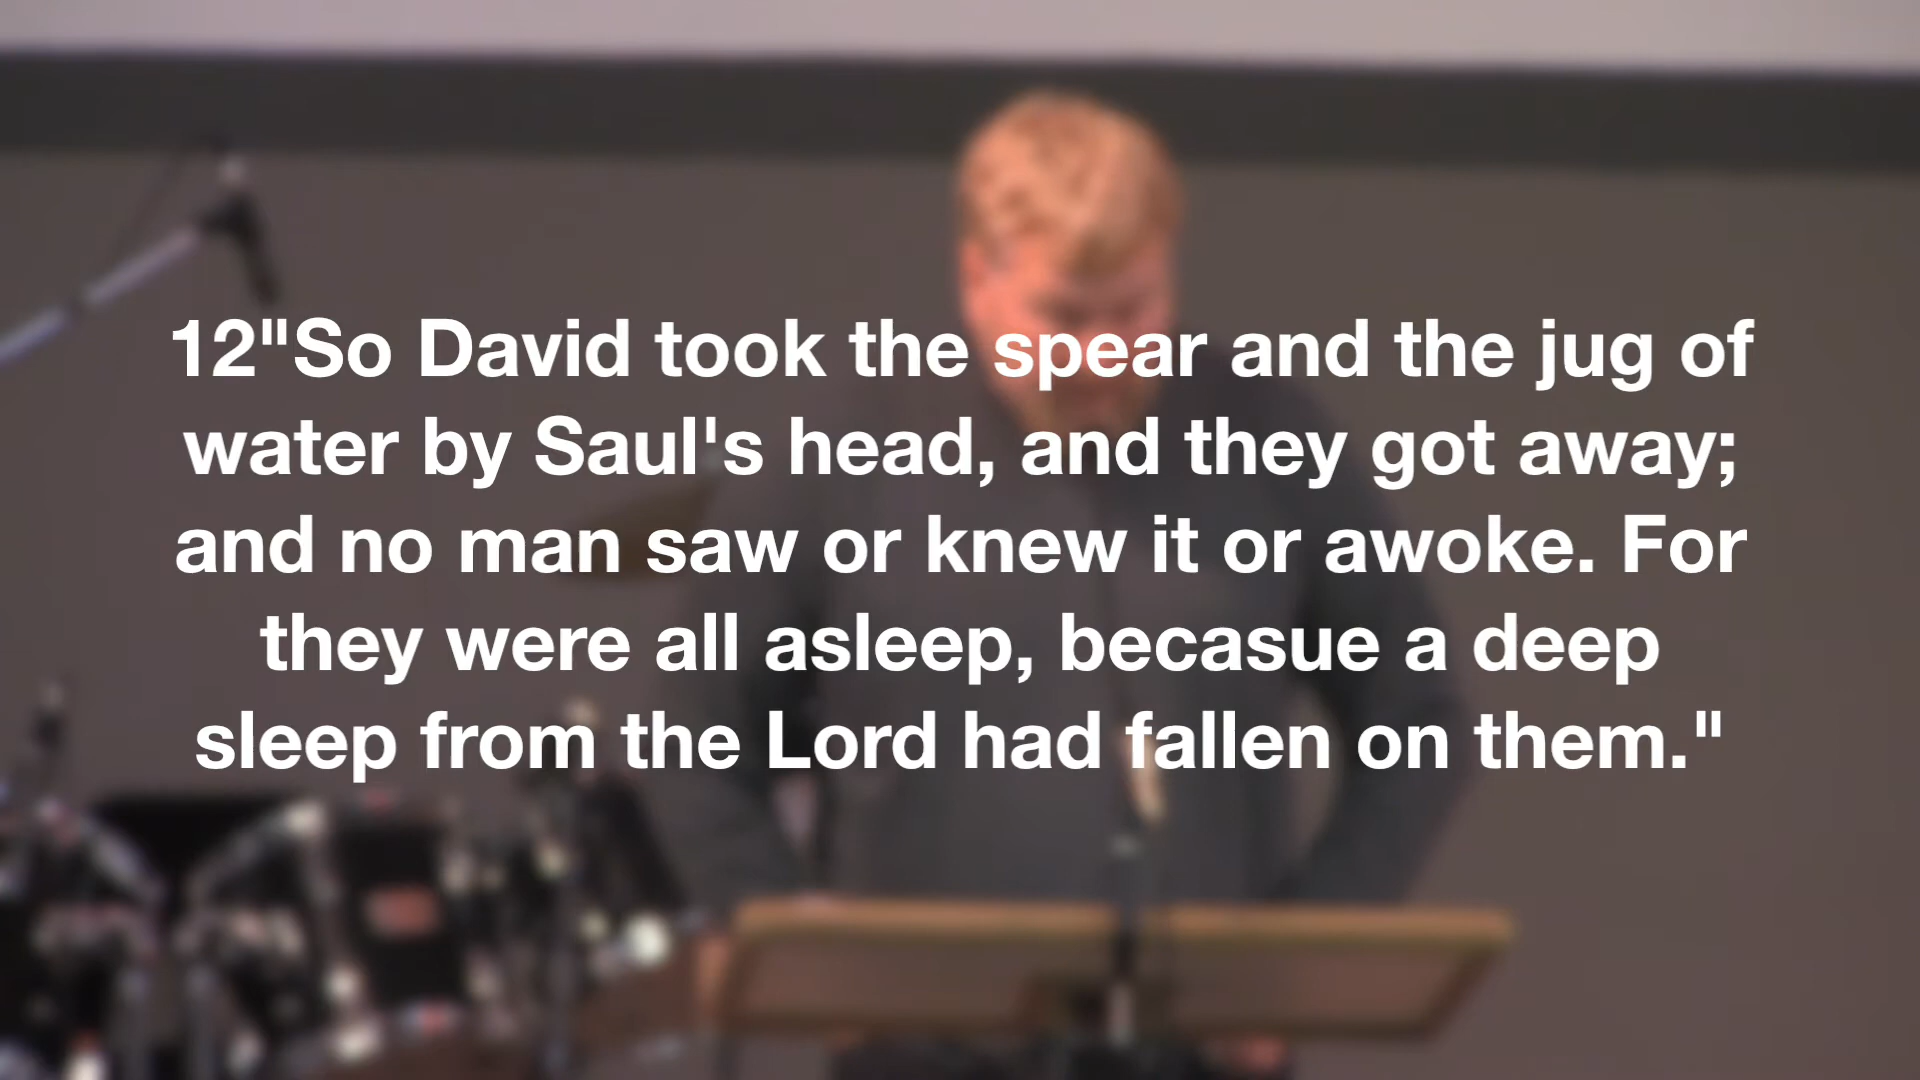 12"So David took the spear and the jug of
water by Saul's head, and they got away;
and no man saw or knew it or awoke. For
they were all asleep, becasue a deep
sleep from the Lord had fallen on them."